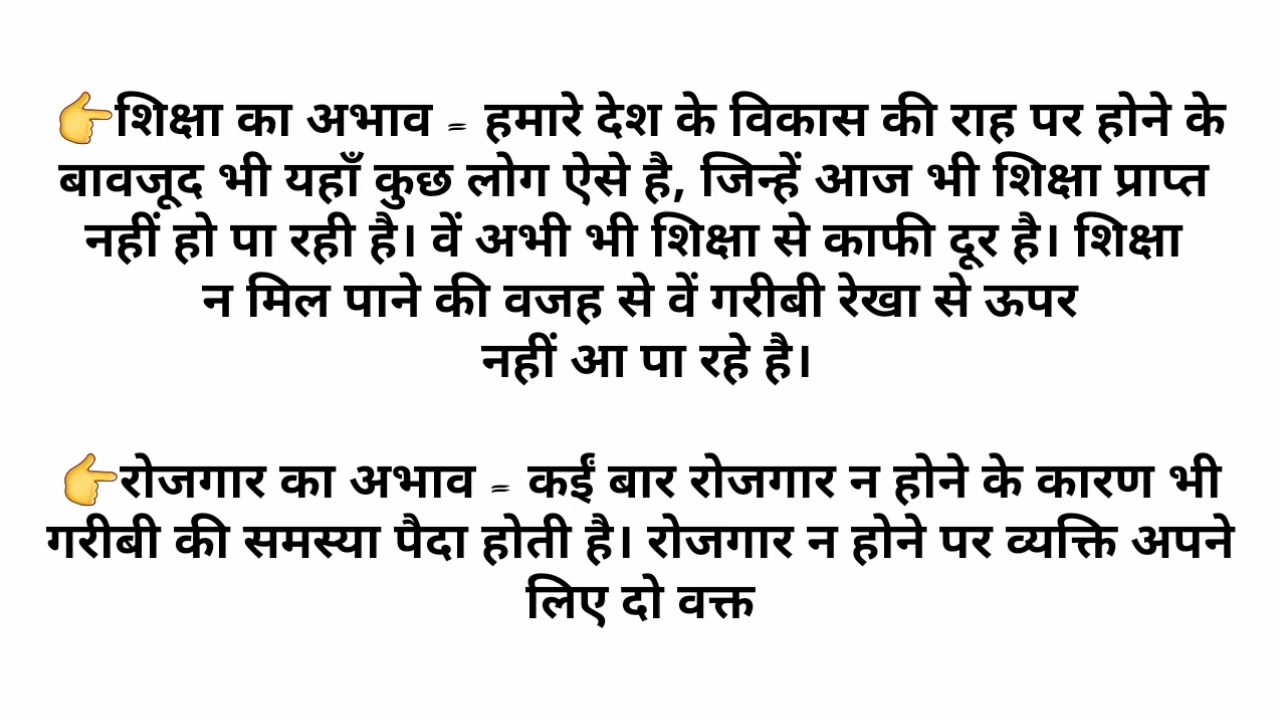 👉शिक्षा का अभाव = हमारे देश के विकास की राह पर होने के
बावजूद भी यहाँ कुछ लोग ऐसे है, जिन्हें आज भी शिक्षा प्राप्त
नहीं हो पा रही है। वें अभी भी शिक्षा से काफी दूर है। शिक्षा
न मिल पाने की वजह से वें गरीबी रेखा से ऊपर
नहीं आ पा रहे है।
👉रोजगार का अभाव = कईं बार रोजगार न होने के कारण भी
गरीबी की समस्या पैदा होती है। रोजगार न होने पर व्यक्ति अपने
लिए दो वक्त